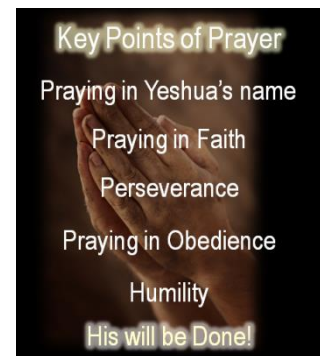 Key Points of Prayer
Praying in Yeshua's name
Praying in Faith
Perseverance
Praying in Obedience
Humility
His will be Done!